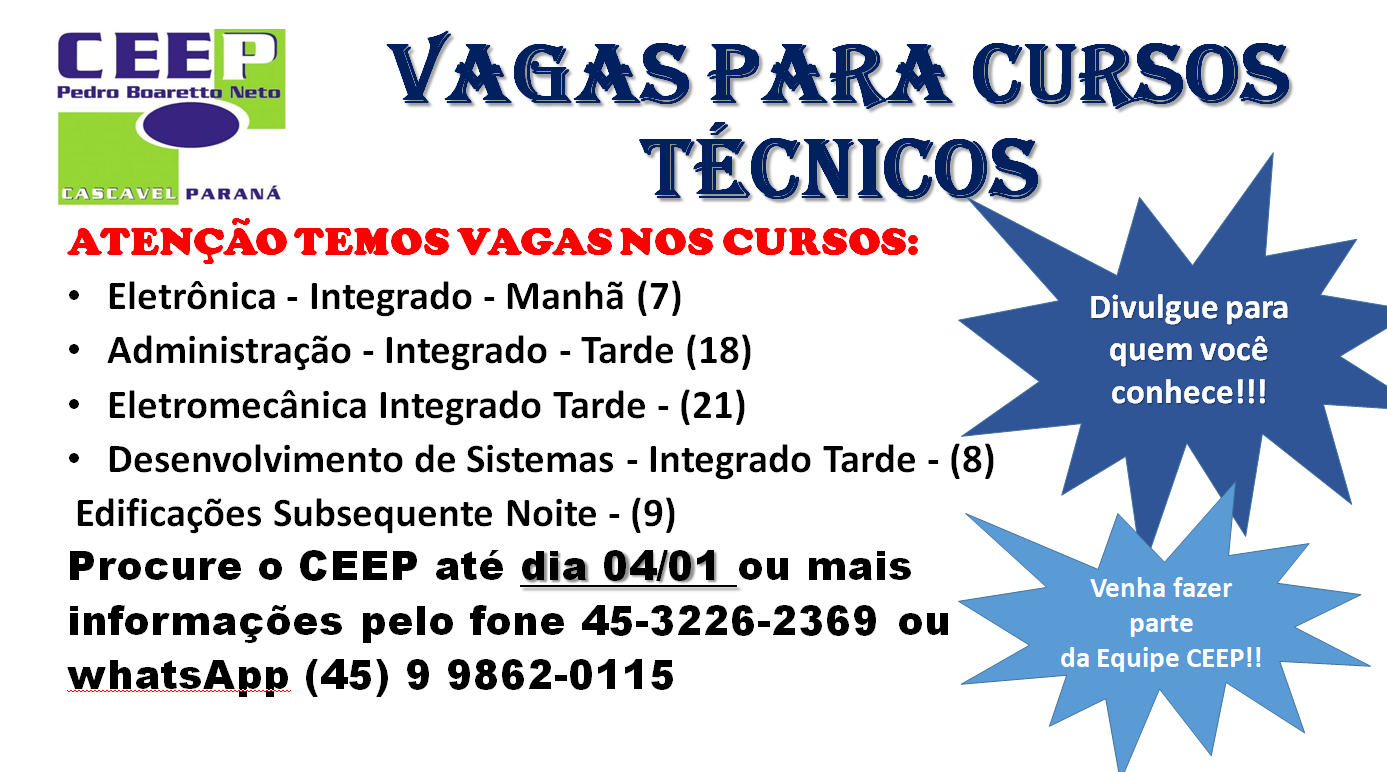 CEEP
Pedro Boaretto Neto
CASCAVEL PARANÁ
VAGAS PARA CURSOS
TÉCNICOS
ATENÇÃO TEMOS VAGAS NOS CURSOS:
• Eletrônica - Integrado - Manhã (7)
• Administração - Integrado - Tarde (18)
• Eletromecânica Integrado Tarde - (21)
• Desenvolvimento de Sistemas - Integrado Tarde - (8)
Edificações Subsequente Noite - (9)
Procure o CEEP até dia 04/01 ou mais
informações pelo fone 45-3226-2369 ou
whatsApp (45) 9 9862-0115
Divulgue para
quem você
conhece!!!
Venha fazer
parte
da Equipe CEEP!!